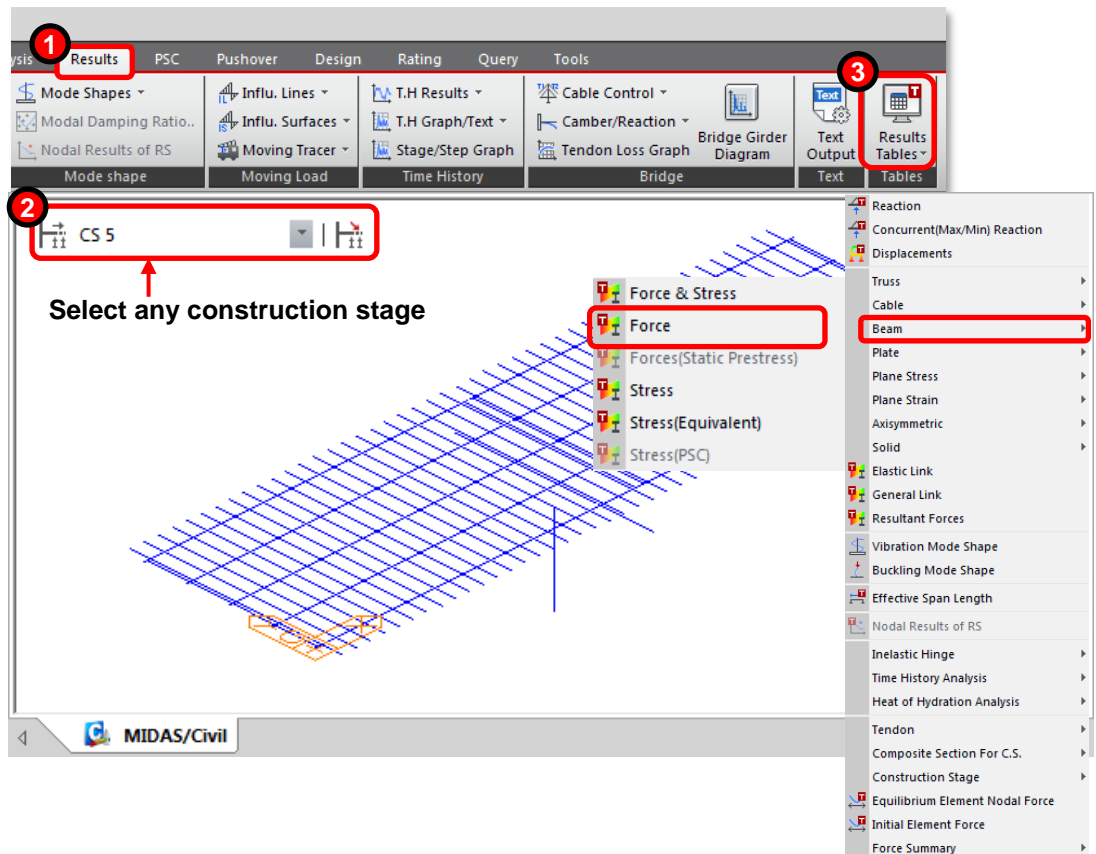 1
ysis Results PSC Pushover Design Rating Query Tools
3
Mode Shapes
Modal Damping Ratio..
Nodal Results of RS
Mode shape
Influ. Lines
Influ. Surfaces
Moving Tracer
Moving Load
T.H Results
T.H Graph/Text
Stage/Step Graph
Time History
Cable Control
Camber/Reaction
Tendon Loss Graph
Bridge Girder
Diagram
Bridge
Text
Text
Output
Text
Results
Tables
Tables
2
CS 5
Select any construction stage
Force & Stress
Force
Forces(Static Prestress)
Stress
Stress(Equivalent)
Stress(PSC)
Reaction
Concurrent(Max/Min) Reaction
Displacements
Truss
Cable
Beam
Plate
Plane Stress
Plane Strain
Axisymmetric
Solid
Elastic Link
General Link
Resultant Forces
Vibration Mode Shape
Buckling Mode Shape
Effective Span Length
Nodal Results of RS
Inelastic Hinge
Time History Analysis
Heat of Hydration Analysis
Tendon
Composite Section For C.S.
Construction Stage
Equilibrium Element Nodal Force
Initial Element Force
Force Summary
MIDAS/Civil